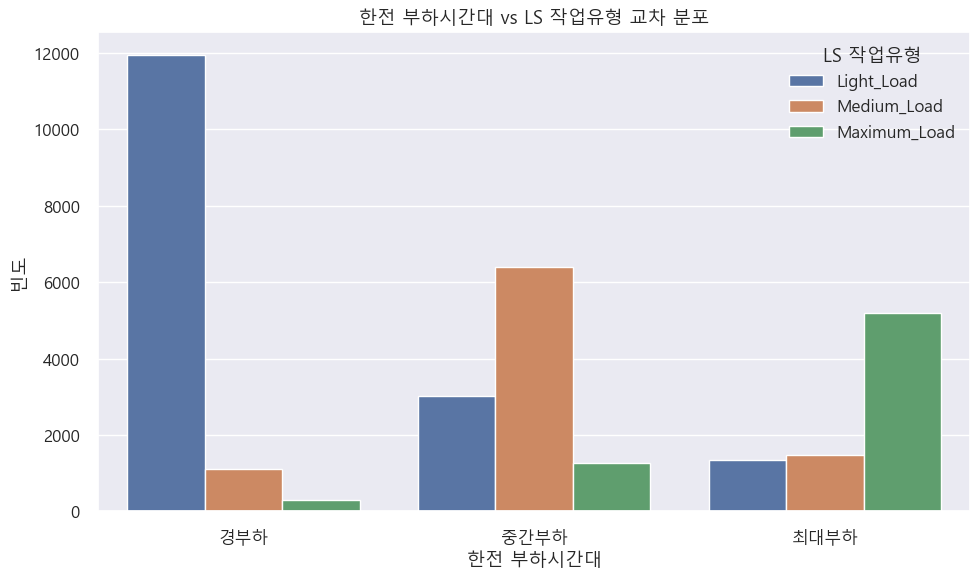 한전 부하시간대 vs LS 작업유형 교차 분포
LS 작업유형
Light_Load
Medium_Load
Maximum_Load
빈도
12000
10000
8000
6000
4000
2000
0
경부하
중간부하
최대부하
한전 부하시간대